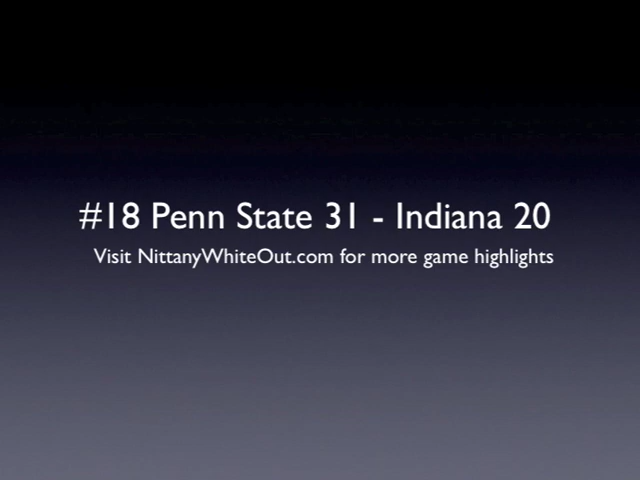 #18 Penn State 31 - Indiana 20
Visit NittanyWhiteOut.com for more game highlights